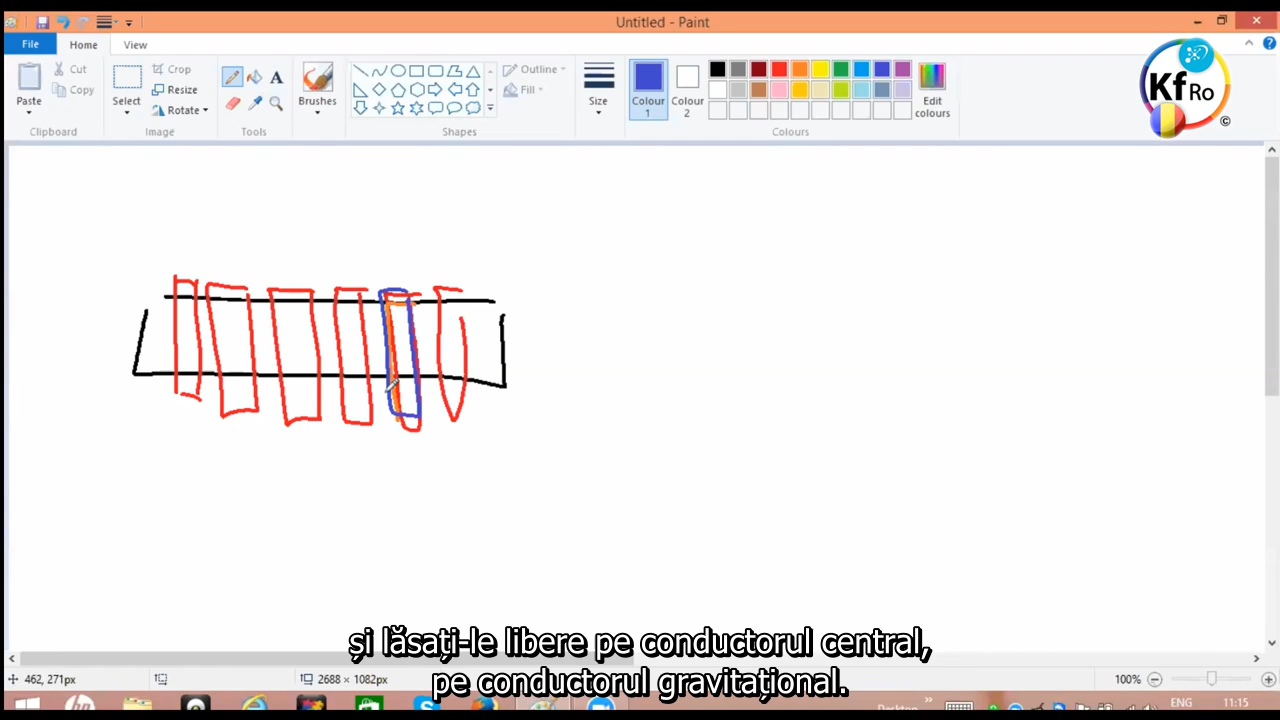 Untitled - Paint
File
Home
View
Paste
Cut
Copy
Clipboard
Select
Crop
Resize
Rotate
Image
Tools
Brushes
Shapes
Outline
Fill
Size
Colour
1
Colour
2
Edit
colours
Colours
Kf Ro
©
și lăsați-le libere pe conductorul central,
pe conductorul gravitațional.
462, 271px
2688 × 1082px
100%
Desktop
ENG
11:15